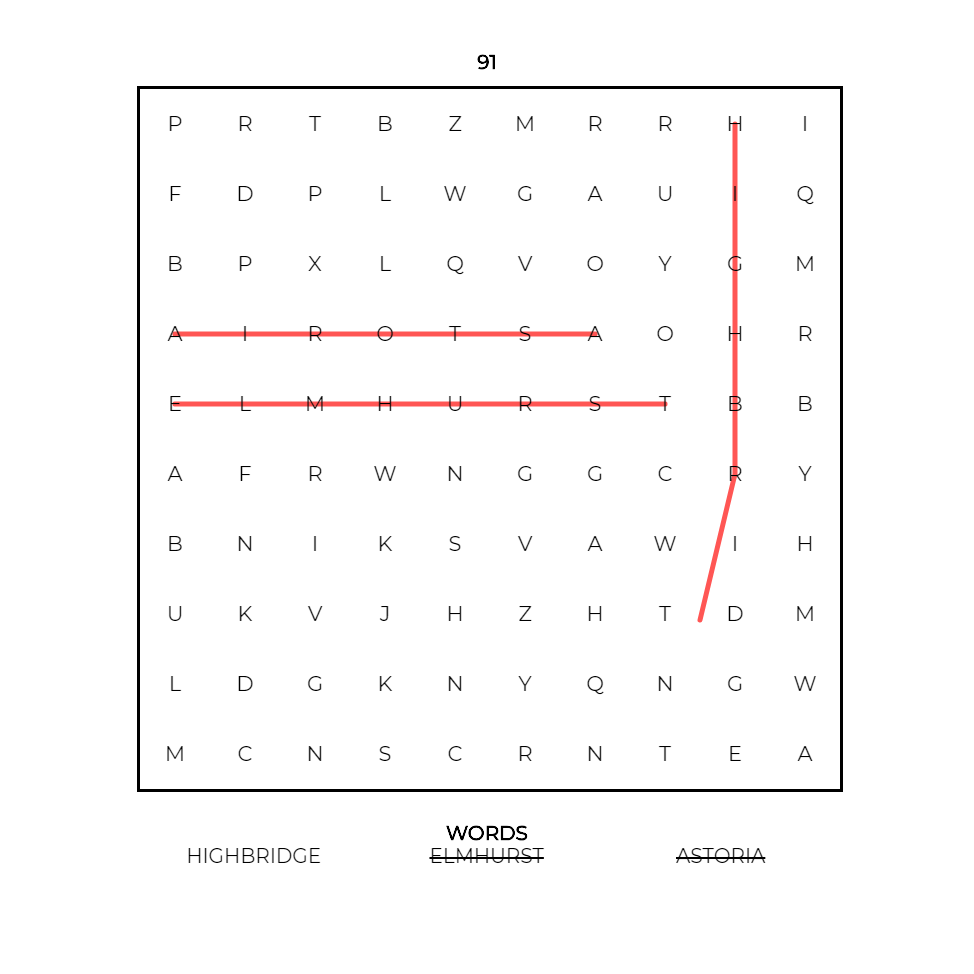 91
P R T B Z M R R H I
F D P L W G A U I Q
B P X L Q V O Y G M
A I R O T S A O H R
E L M H U R S T B B
A F R W N G G C R Y
B N I K S V A W I H
U K V J H Z H T D M
L D G K N Y Q N G W
M C N S C R N T E A
WORDS
HIGHBRIDGE ELMHURST ASTORIA